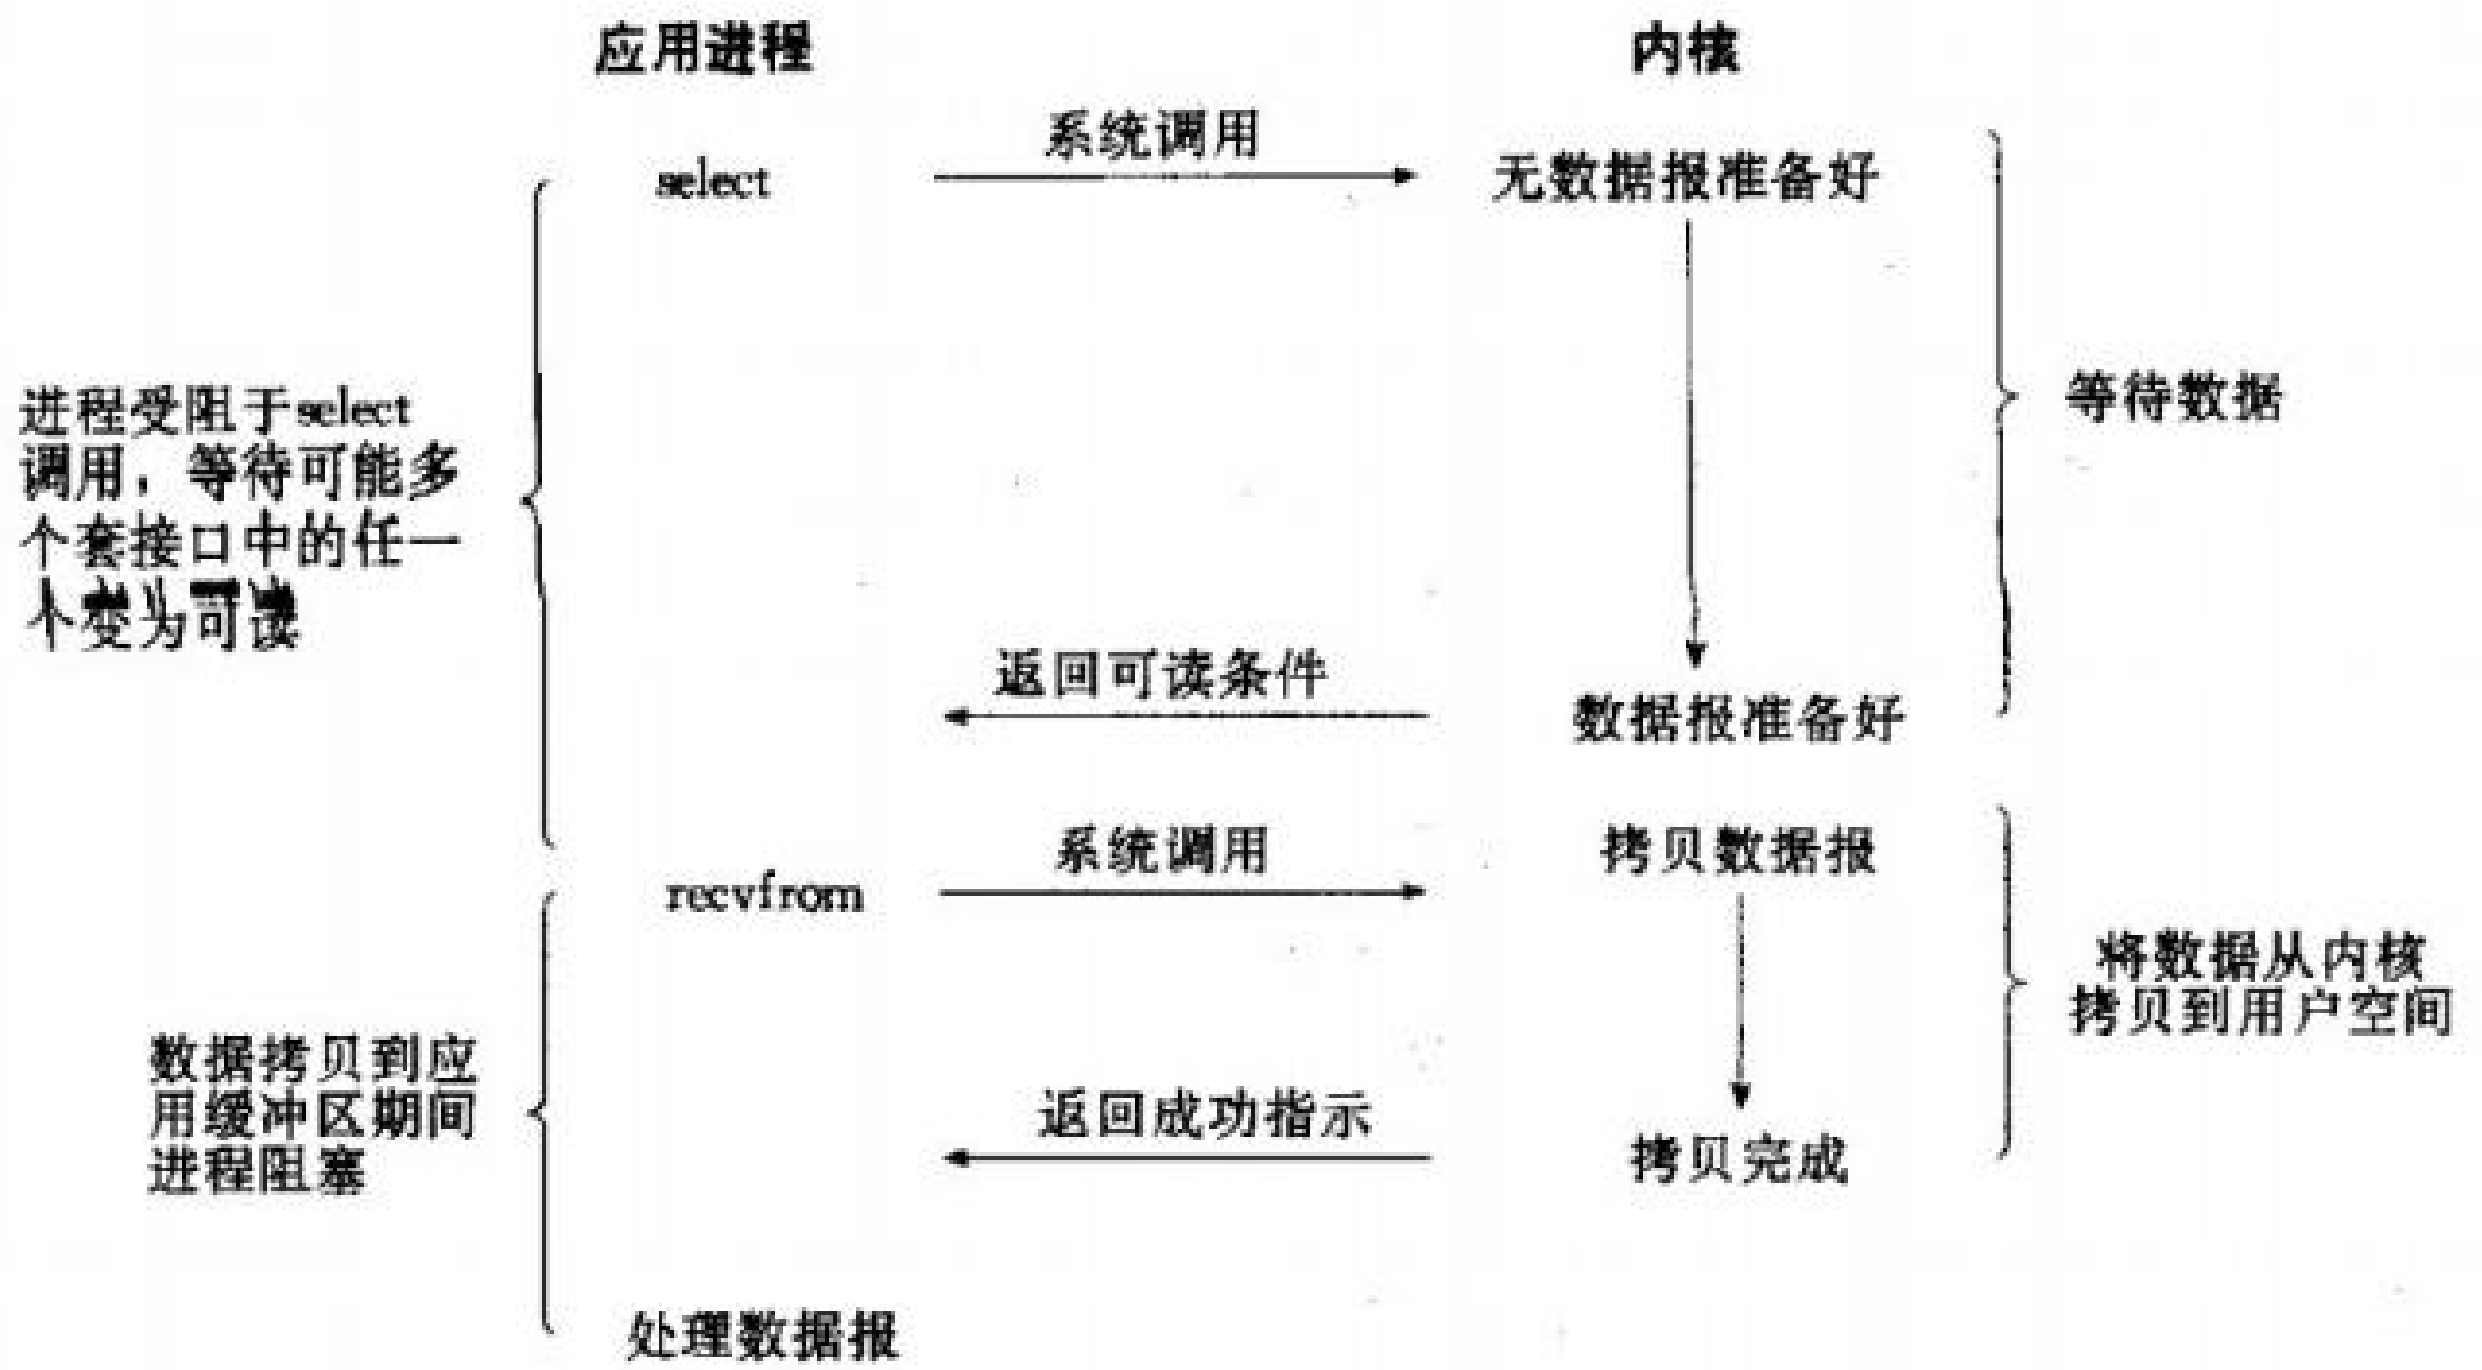 应用进程
内核
系统调用
select
无数据报准备好
进程受阻于select
调用，等待可能多
个套接口中的任一
个变为可读
等待数据
返回可读条件
数据报准备好
系统调用
recvfrom
拷贝数据报
将数据从内核
拷贝到用户空间
数据拷贝到应
用缓冲区期间
进程阻塞
返回成功指示
拷贝完成
处理数据报